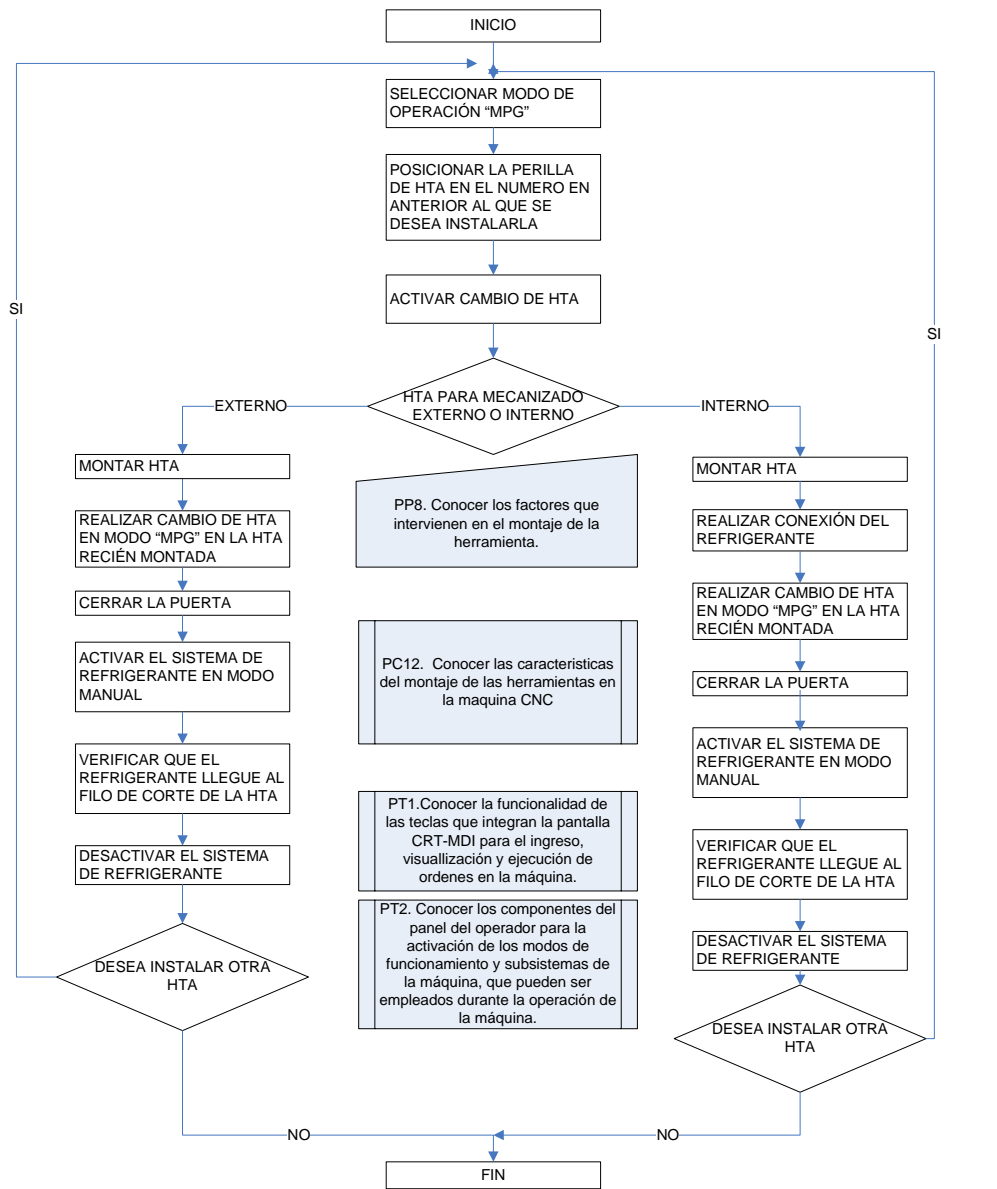 INICIO
SELECCIONAR MODO DE
OPERACIÓN “MPG”
POSICIONAR LA PERILLA
DE HTA EN EL NUMERO EN
ANTERIOR AL QUE SE
DESEA INSTALARLA
ACTIVAR CAMBIO DE HTA
SI
SI
HTA PARA MECANIZADO
EXTERNO O INTERNO
EXTERNO
INTERNO
MONTAR HTA
REALIZAR CAMBIO DE HTA
EN MODO “MPG” EN LA HTA
RECIÉN MONTADA
CERRAR LA PUERTA
ACTIVAR EL SISTEMA DE
REFRIGERANTE EN MODO
MANUAL
VERIFICAR QUE EL
REFRIGERANTE LLEGUE AL
FILO DE CORTE DE LA HTA
DESACTIVAR EL SISTEMA
DE REFRIGERANTE
DESEA INSTALAR OTRA
HTA
NO
PP8. Conocer los factores que
intervienen en el montaje de la
herramienta.
PC12.  Conocer las caracteristicas
del montaje de las herramientas en
la maquina CNC
PT1.Conocer la funcionalidad de
las teclas que integran la pantalla
CRT-MDI para el ingreso,
visuallización y ejecución de
ordenes en la máquina.
PT2. Conocer los componentes del
panel del operador para la
activación de los modos de
funcionamiento y subsistemas de
la máquina, que pueden ser
empleados durante la operación de
la máquina.
MONTAR HTA
REALIZAR CONEXIÓN DEL
REFRIGERANTE
REALIZAR CAMBIO DE HTA
EN MODO “MPG” EN LA HTA
RECIÉN MONTADA
CERRAR LA PUERTA
ACTIVAR EL SISTEMA DE
REFRIGERANTE EN MODO
MANUAL
VERIFICAR QUE EL
REFRIGERANTE LLEGUE AL
FILO DE CORTE DE LA HTA
DESACTIVAR EL SISTEMA
DE REFRIGERANTE
DESEA INSTALAR OTRA
HTA
NO
FIN